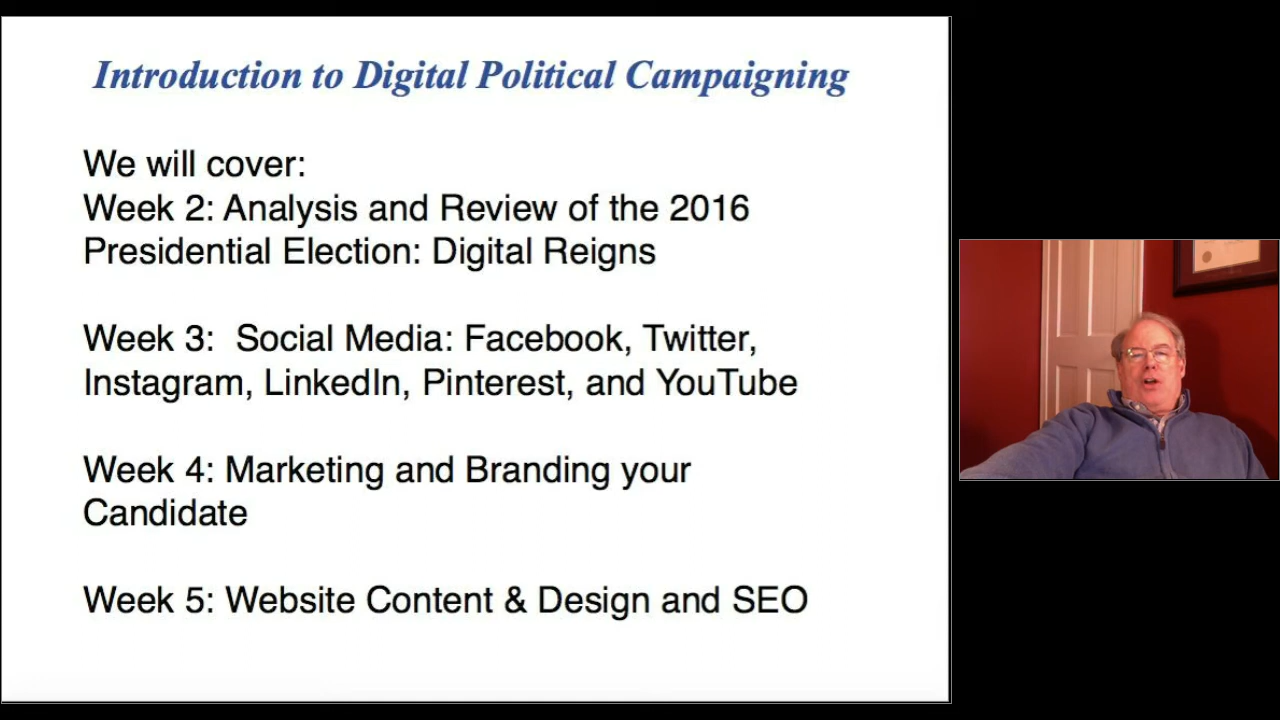 Introduction to Digital Political Campaigning
We will cover:
Week 2: Analysis and Review of the 2016
Presidential Election: Digital Reigns
Week 3: Social Media: Facebook, Twitter,
Instagram, LinkedIn, Pinterest, and YouTube
Week 4: Marketing and Branding your
Candidate
Week 5: Website Content & Design and SEO